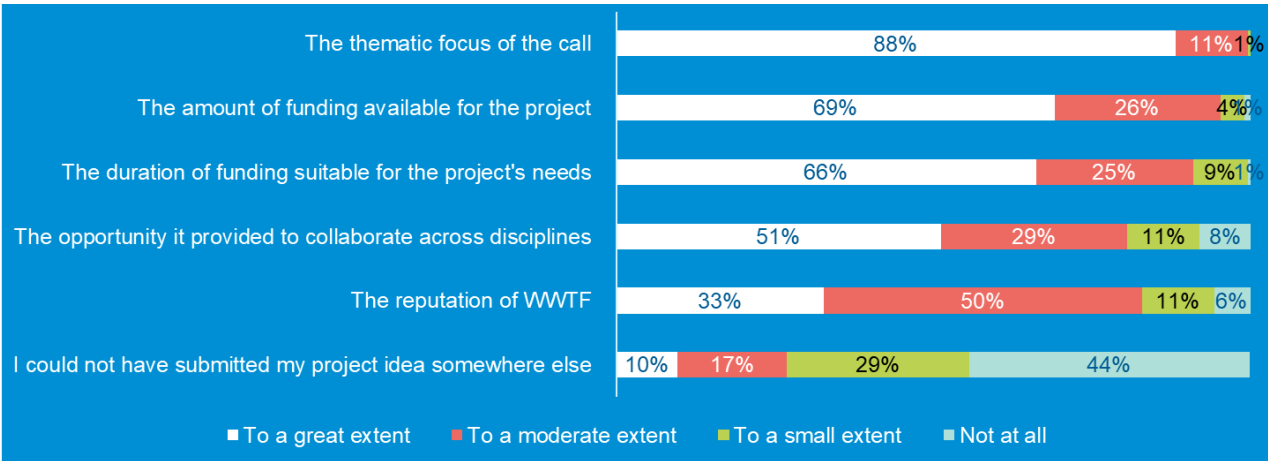 The thematic focus of the call 88% 11% 1%
The amount of funding available for the project 69% 26% 4% 1%
The duration of funding suitable for the project's needs 66% 25% 9% 1%
The opportunity it provided to collaborate across disciplines 51% 29% 11% 8%
The reputation of WWTF 33% 50% 11% 6%
I could not have submitted my project idea somewhere else 10% 17% 29% 44%
To a great extent To a moderate extent To a small extent Not at all